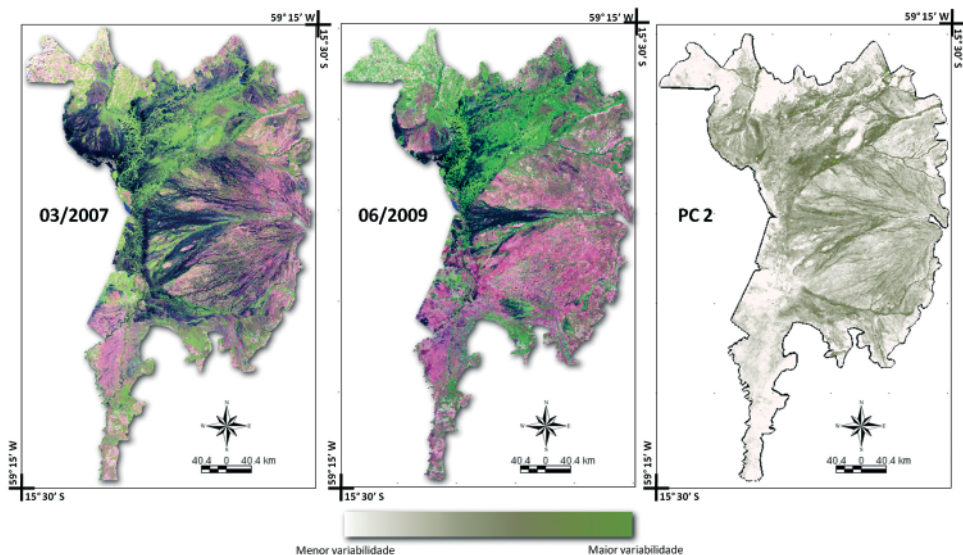 59° 15' W
15° 30' S
03/2007
N
W E
S
40.4 0 40.4 km
59° 15' W
15° 30' S
59° 15' W
15° 30' S
06/2009
N
W E
S
40.4 0 40.4 km
59° 15' W
15° 30' S
59° 15' W
15° 30' S
PC 2
N
W E
S
40.4 0 40.4 km
59° 15' W
15° 30' S
Menor variabilidade
Maior variabilidade